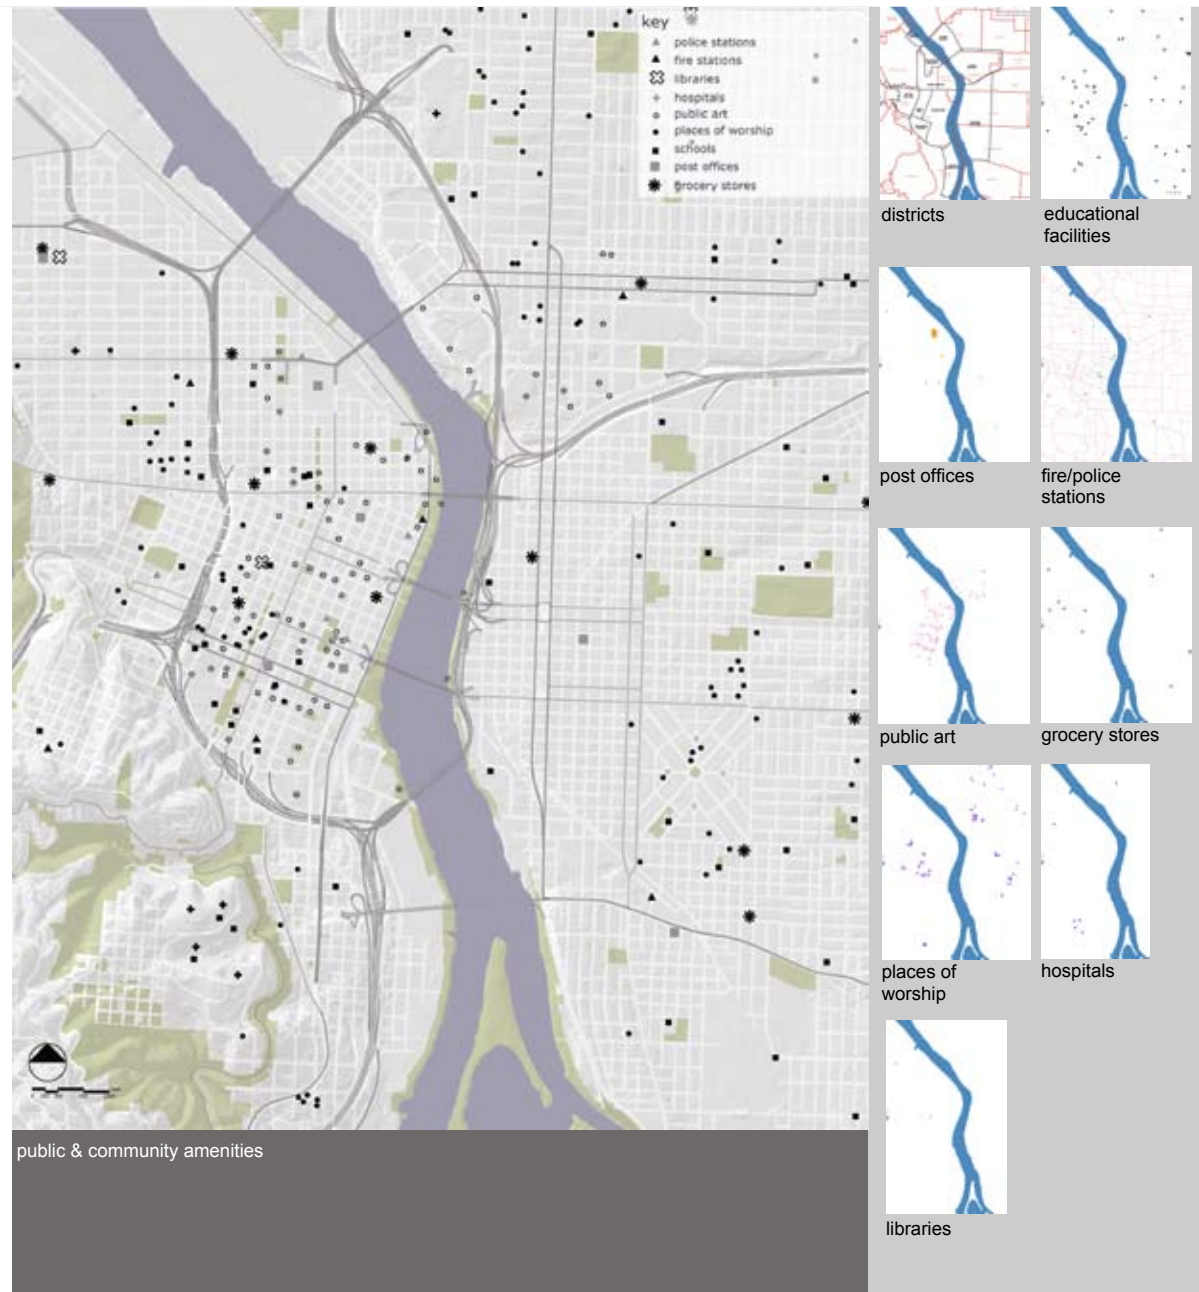 key
police stations
fire stations
libraries
hospitals
public art
places of worship
schools
post offices
grocery stores
districts
educational
facilities
post offices
fire/police
stations
public art
grocery stores
places of
worship
hospitals
libraries
public & community amenities